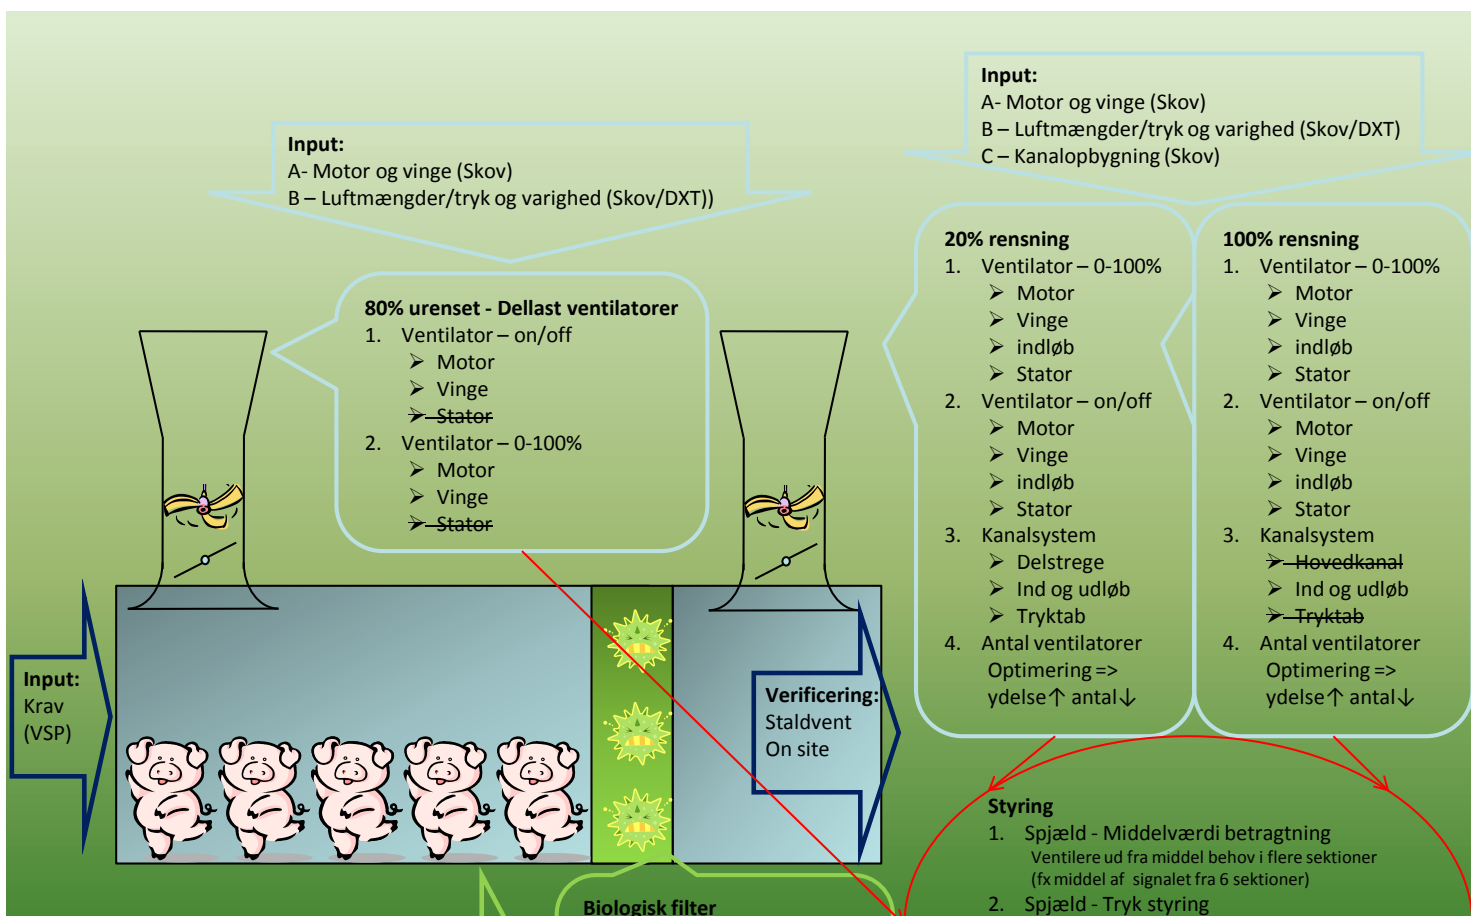 Input:
A- Motor og vinge (Skov)
B – Luftmængder/tryk og varighed (Skov/DXT))
Input:
A- Motor og vinge (Skov)
B – Luftmængder/tryk og varighed (Skov/DXT)
C – Kanalopbygning (Skov)
80% urenset - Dellast ventilatorer
1. Ventilator – on/off
➢ Motor
➢ Vinge
➢ Stator
2. Ventilator – 0-100%
➢ Motor
➢ Vinge
➢ Stator
20% rensning
1. Ventilator – 0-100%
➢ Motor
➢ Vinge
➢ indløb
➢ Stator
2. Ventilator – on/off
➢ Motor
➢ Vinge
➢ indløb
➢ Stator
3. Kanalsystem
➢ Delstrege
➢ Ind og udløb
➢ Tryktab
4. Antal ventilatorer
Optimering =>
ydelse↑ antal↓
100% rensning
1. Ventilator – 0-100%
➢ Motor
➢ Vinge
➢ indløb
➢ Stator
2. Ventilator – on/off
➢ Motor
➢ Vinge
➢ indløb
➢ Stator
3. Kanalsystem
➢ Hovedkanal
➢ Ind og udløb
➢ Tryktab
4. Antal ventilatorer
Optimering =>
ydelse↑ antal↓
Input:
Krav
(VSP)
Verificering:
Staldvent
On site
Styring
1. Spjæld - Middelværdi betragtning
Ventilere ud fra middel behov i flere sektioner
(fx middel af signalet fra 6 sektioner)
2. Spjæld - Tryk styring
Biologisk filter